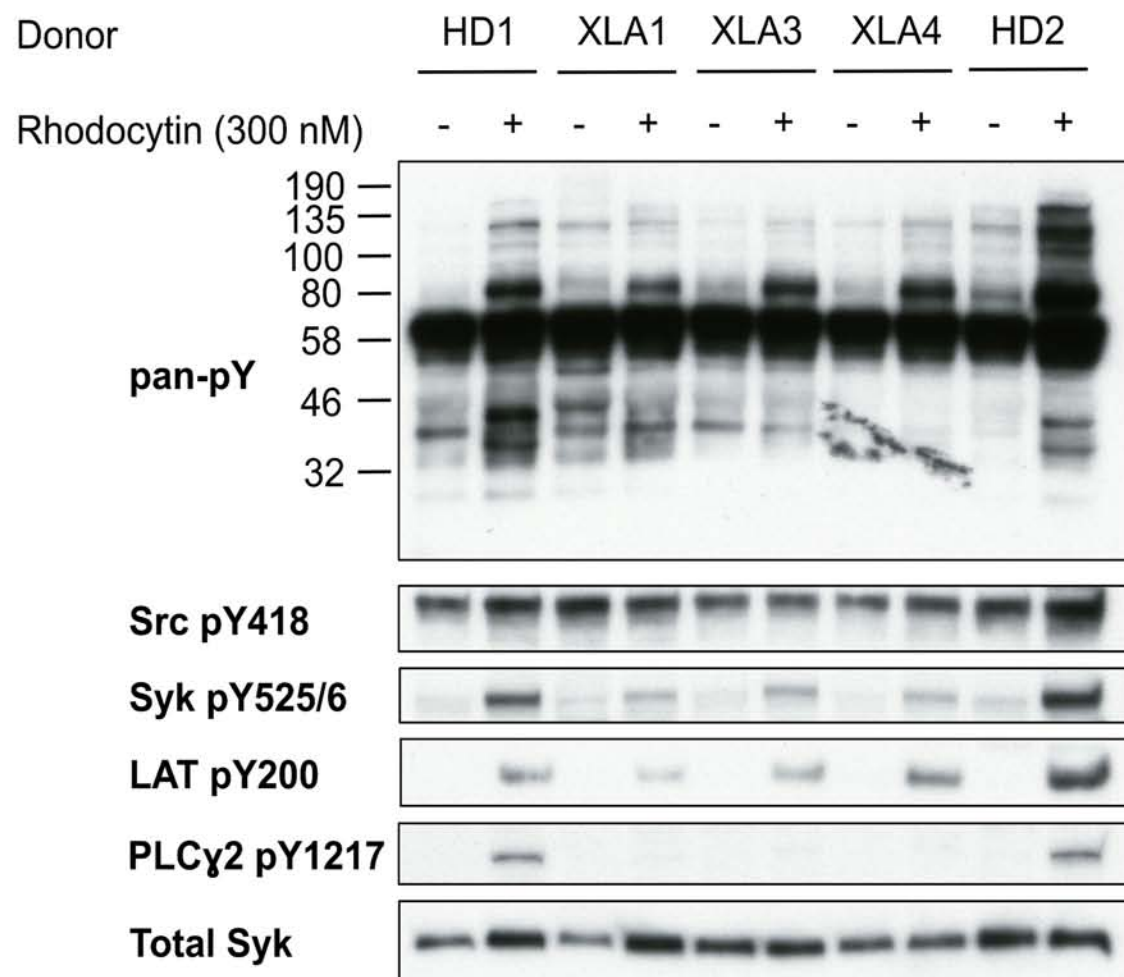 Donor HD1 XLA1 XLA3 XLA4 HD2
Rhodocytin (300 nM) - + - + - + - + - +
190
135
100
80
58
pan-pY
46
32
Src pY418
Syk pY525/6
LAT pY200
PLCɣ2 pY1217
Total Syk